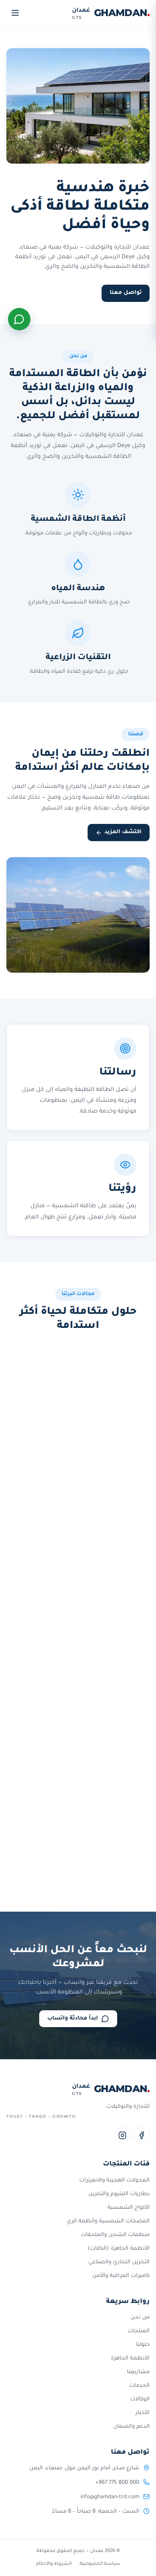 GHAMDAN.
غمدان
GTS
خبرة هندسية
متكاملة لطاقة أذكى
وحياة أفضل
غمدان للتجارة والتوكيلات — شركة يمنية في صنعاء،
وكيل Deye الرسمي في اليمن، تعمل في توريد أنظمة
الطاقة الشمسية والتخزين والضخ والري.
تواصل معنا
من نحن
نؤمن بأن الطاقة المستدامة
والمياه والزراعة الذكية
ليست بدائل، بل أسس
لمستقبل أفضل للجميع.
غمدان للتجارة والتوكيلات — شركة يمنية في صنعاء،
وكيل Deye الرسمي في اليمن، تعمل في توريد أنظمة
الطاقة الشمسية والتخزين والضخ والري.
أنظمة الطاقة الشمسية
محولات وبطاريات وألواح من علامات موثوقة.
هندسة المياه
ضخ وري بالطاقة الشمسية للآبار والمزارع.
التقنيات الزراعية
حلول ري ذكية ترفع كفاءة المياه والطاقة.
قصتنا
انطلقت رحلتنا من إيمان
بإمكانات عالم أكثر استدامة
من صنعاء نخدم المنازل والمزارع والمنشآت في اليمن
بمنظومات طاقة شمسية وتخزين وضخ — نختار علامات
موثوقة، ونركّب بعناية، ونتابع بعد التسليم.
اكتشف المزيد ←
رسالتنا
أن تصل الطاقة النظيفة والمياه إلى كل منزل
ومزرعة ومنشأة في اليمن، بمنظومات
موثوقة وخدمة صادقة.
رؤيتنا
يمنٌ يعتمد على طاقته الشمسية — منازل
مضيئة، وآبار تعمل، ومزارع تنتج طوال العام.
مجالات خبرتنا
حلول متكاملة لحياة أكثر
استدامة
تبحث عن الحل الأنسب
لمشروعك
تحدث مع فريقنا عبر واتساب — أخبرنا باحتياجك
وسنرشدك إلى المنظومة الأنسب.
ابدأ محادثة واتساب
GHAMDAN.
غمدان
GTS
TRUST · TRADE · GROWTH
للتجارة والتوكيلات
فئات المنتجات
المحولات الهجينة والانفرترات
بطاريات الليثيوم والتخزين
الألواح الشمسية
المضخات الشمسية وأنظمة الري
منظمات الشحن والملحقات
الأنظمة الجاهزة (الباقات)
التخزين التجاري والصناعي
كاميرات المراقبة والأمن
روابط سريعة
من نحن
المنتجات
حلولنا
الأنظمة الجاهزة
مشاريعنا
الخدمات
الوكالات
الأخبار
الدعم والضمان
تواصل معنا
شارع صخر، أمام نور اليمن مول، صنعاء، اليمن
+967 775 800 000
info@ghamdan-trd.com
السبت – الجمعة: 8 صباحاً – 8 مساءً
© 2026 غمدان — جميع الحقوق محفوظة
سياسة الخصوصية
الشروط والأحكام